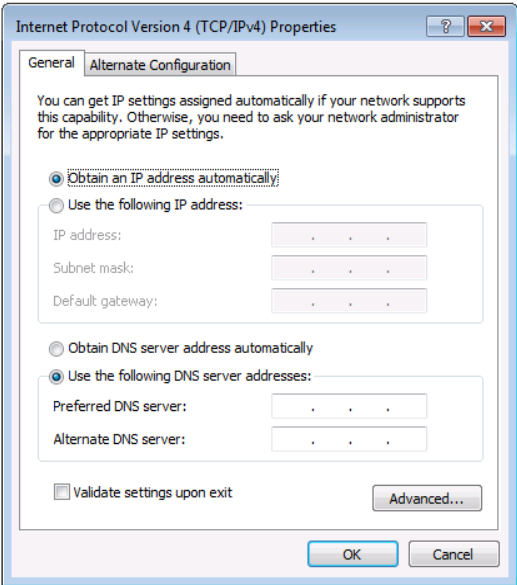 Internet Protocol Version 4 (TCP/IPv4) Properties
General
Alternate Configuration
You can get IP settings assigned automatically if your network supports
this capability. Otherwise, you need to ask your network administrator
for the appropriate IP settings.
Obtain an IP address automatically
Use the following IP address:
IP address: . . .
Subnet mask: . . .
Default gateway: . . .
Obtain DNS server address automatically
Use the following DNS server addresses:
Preferred DNS server: . . .
Alternate DNS server: . . .
Validate settings upon exit
Advanced...
OK
Cancel